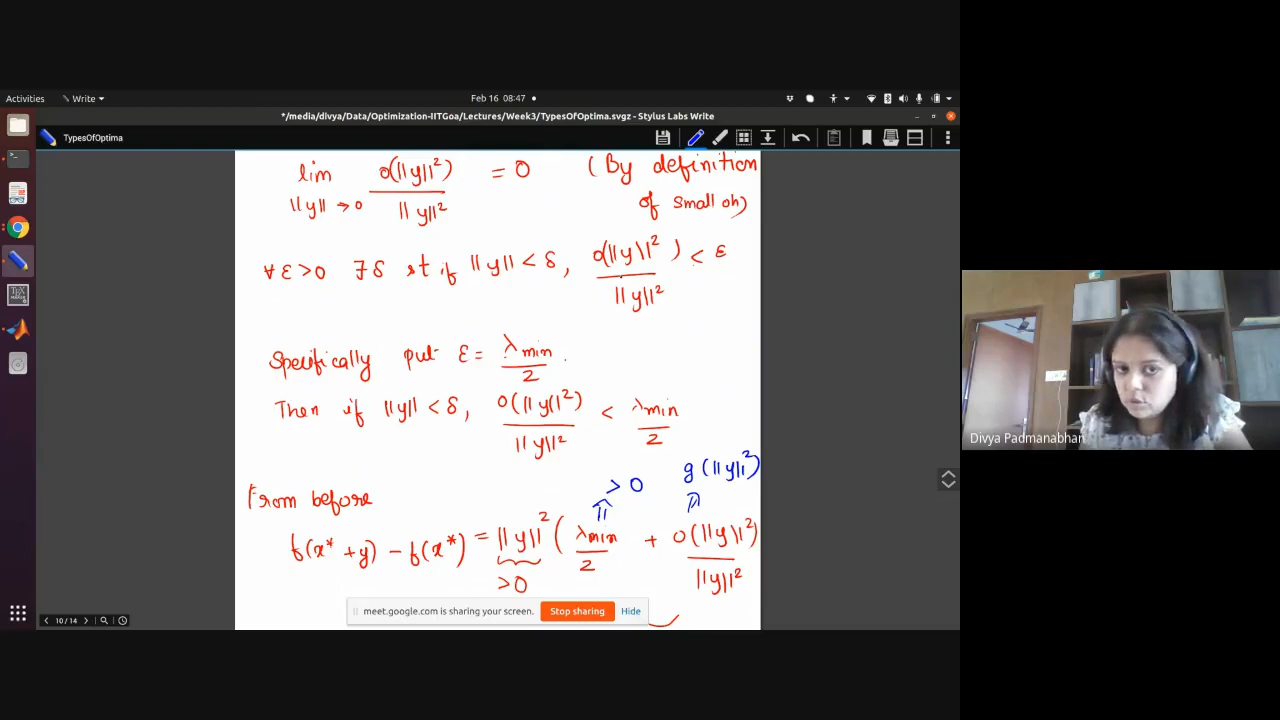 Activities
Write
Feb 16 08:47
*/media/divya/Data/Optimization-IITGoa/Lectures/Week3/TypesOfOptima.svgz - Stylus Labs Write
TypesOfOptima
lim o(||y||²) = 0 (By definition
||y|| → 0 ||y||² of small oh)
∀ ε > 0 ∃ δ st if ||y|| < δ, o(||y||²) < ε
||y||²
Specifically put ε = λmin
2
Then if ||y|| < δ, o(||y||²) < λmin
||y||² 2
> 0 g(||y||²)
From before
f(x* + y) - f(x*) = ||y||² ( λmin + o(||y||²)
2 ||y||²
> 0
meet.google.com is sharing your screen. Stop sharing Hide
10 / 14
Divya Padmanabhan